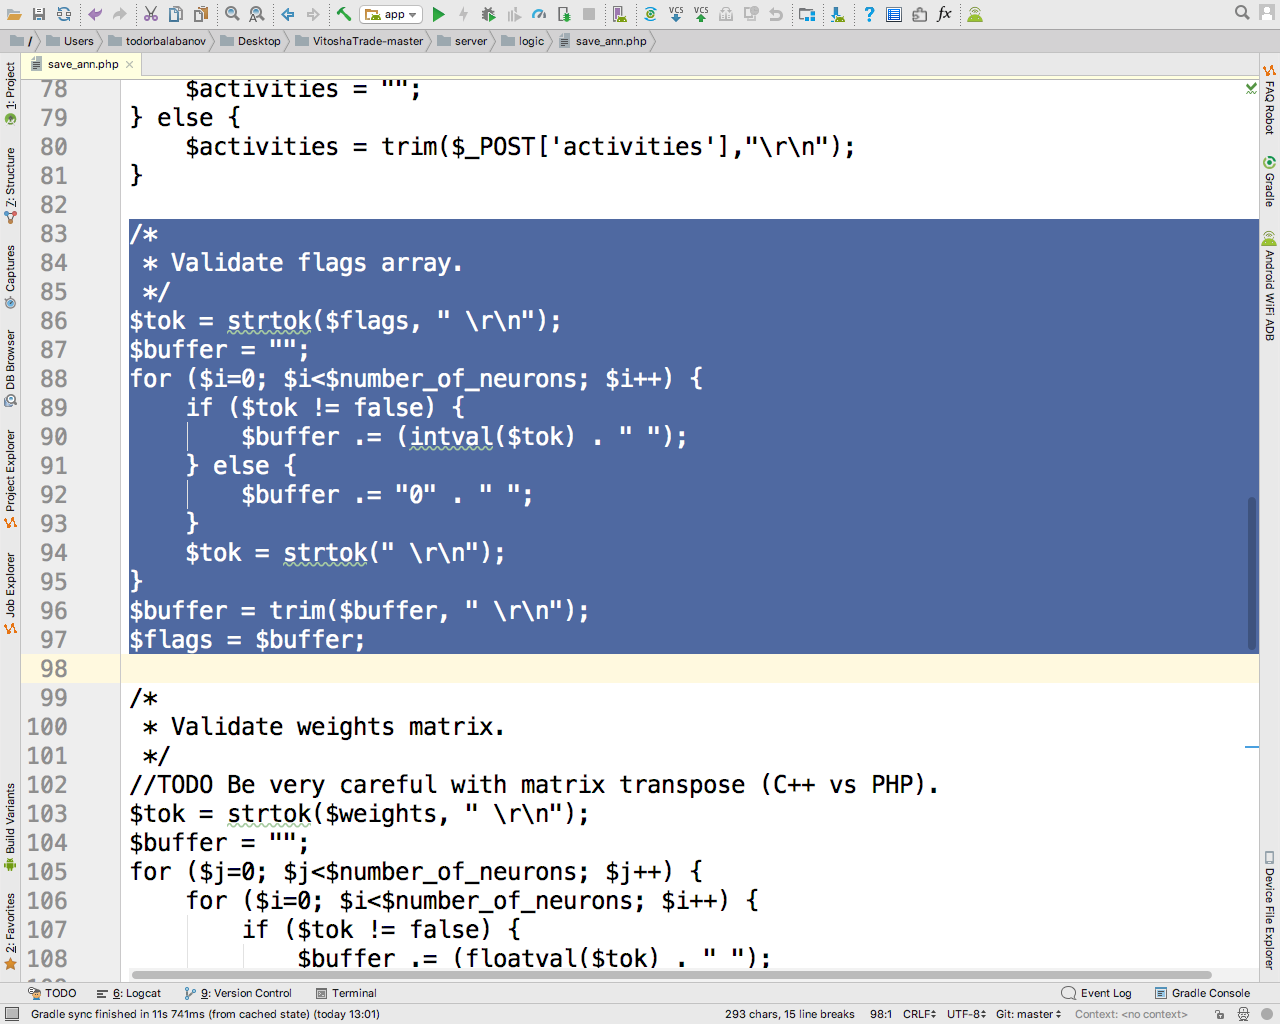 app
VCS
VCS
fx
/
Users
todorbalabanov
Desktop
VitoshaTrade-master
server
logic
save_ann.php
save_ann.php
1: Project
7: Structure
Captures
DB Browser
Project Explorer
Job Explorer
Build Variants
2: Favorites
78 $activities = "";
79 } else {
80 $activities = trim($_POST['activities'],"\r\n");
81 }
82
83 /*
84 * Validate flags array.
85 */
86 $tok = strtok($flags, " \r\n");
87 $buffer = "";
88 for ($i=0; $i<$number_of_neurons; $i++) {
89 if ($tok != false) {
90 $buffer .= (intval($tok) . " ");
91 } else {
92 $buffer .= "0" . " ";
93 }
94 $tok = strtok(" \r\n");
95 }
96 $buffer = trim($buffer, " \r\n");
97 $flags = $buffer;
98
99 /*
100 * Validate weights matrix.
101 */
102 //TODO Be very careful with matrix transpose (C++ vs PHP).
103 $tok = strtok($weights, " \r\n");
104 $buffer = "";
105 for ($j=0; $j<$number_of_neurons; $j++) {
106 for ($i=0; $i<$number_of_neurons; $i++) {
107 if ($tok != false) {
108 $buffer .= (floatval($tok) . " ");
FAQ Robot
Gradle
Android WiFi ADB
Device File Explorer
TODO
6: Logcat
9: Version Control
Terminal
Event Log
Gradle Console
Gradle sync finished in 11s 741ms (from cached state) (today 13:01)
293 chars, 15 line breaks
98:1
CRLF
UTF-8
Git: master
Context: <no context>